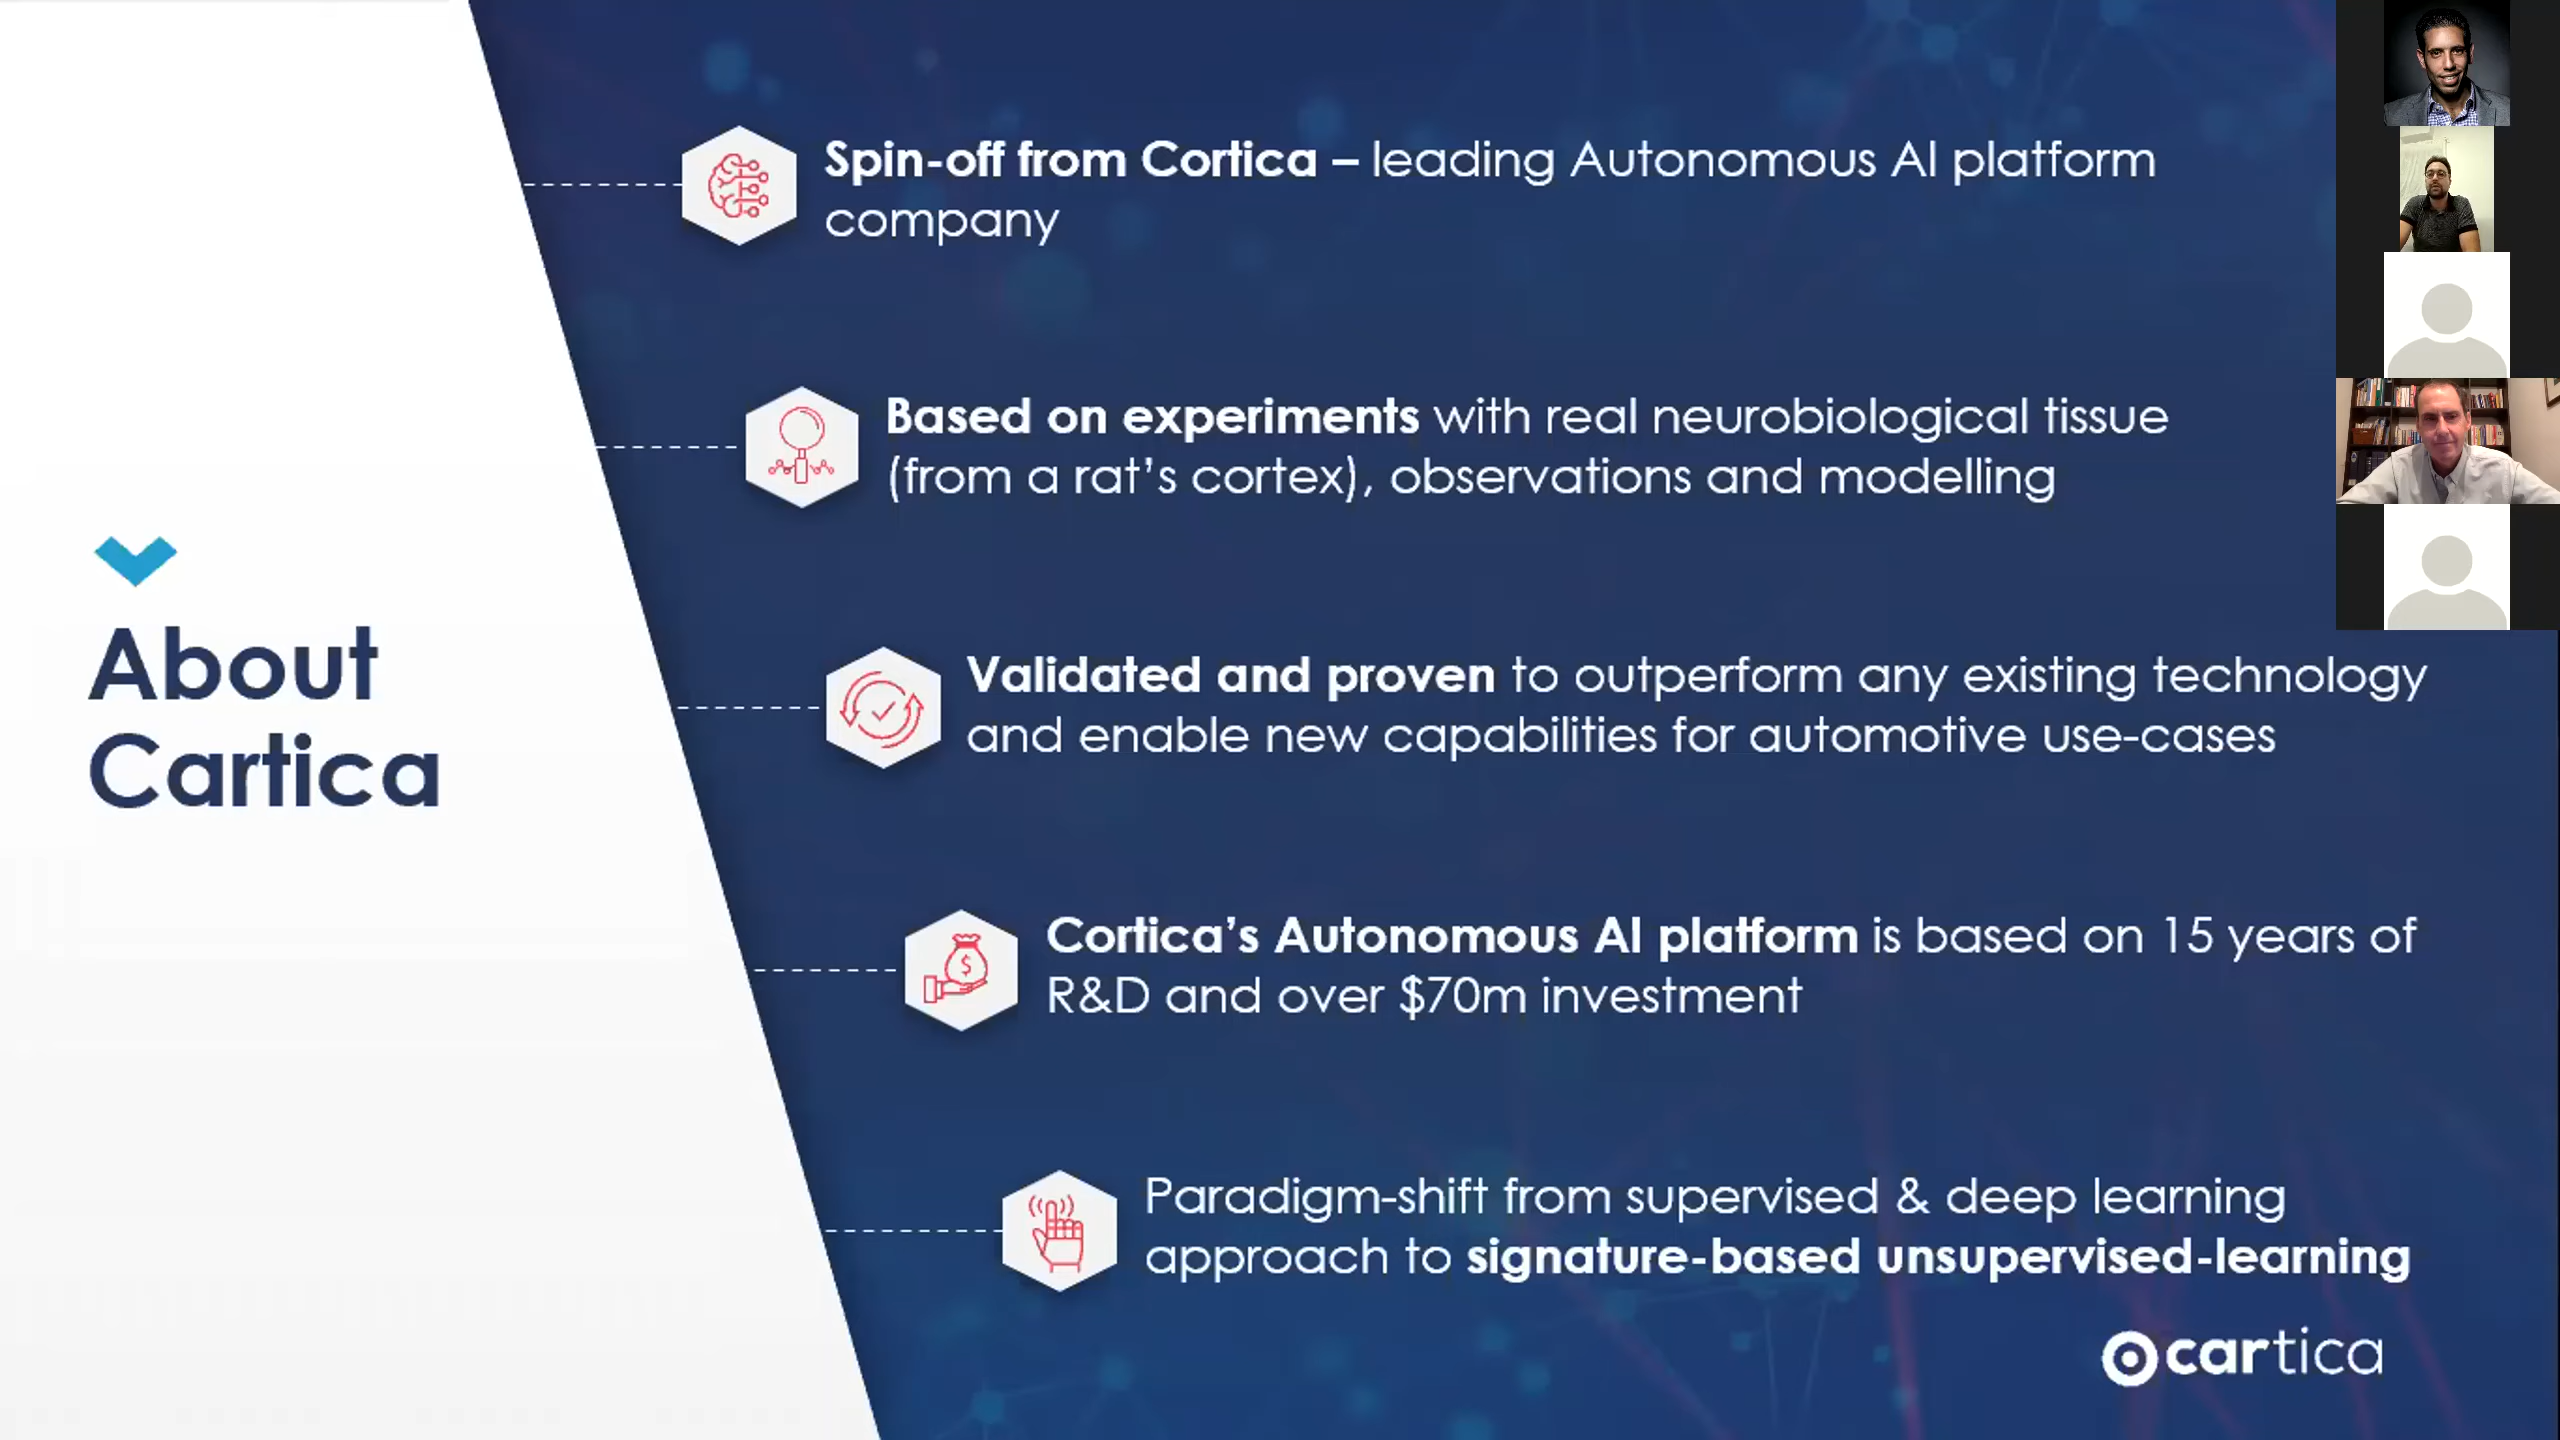 About
Cartica
Spin-off from Cortica – leading Autonomous AI platform
company
Based on experiments with real neurobiological tissue
(from a rat’s cortex), observations and modelling
Validated and proven to outperform any existing technology
and enable new capabilities for automotive use-cases
$
Cortica’s Autonomous AI platform is based on 15 years of
R&D and over $70m investment
Paradigm-shift from supervised & deep learning
approach to signature-based unsupervised-learning
cartica